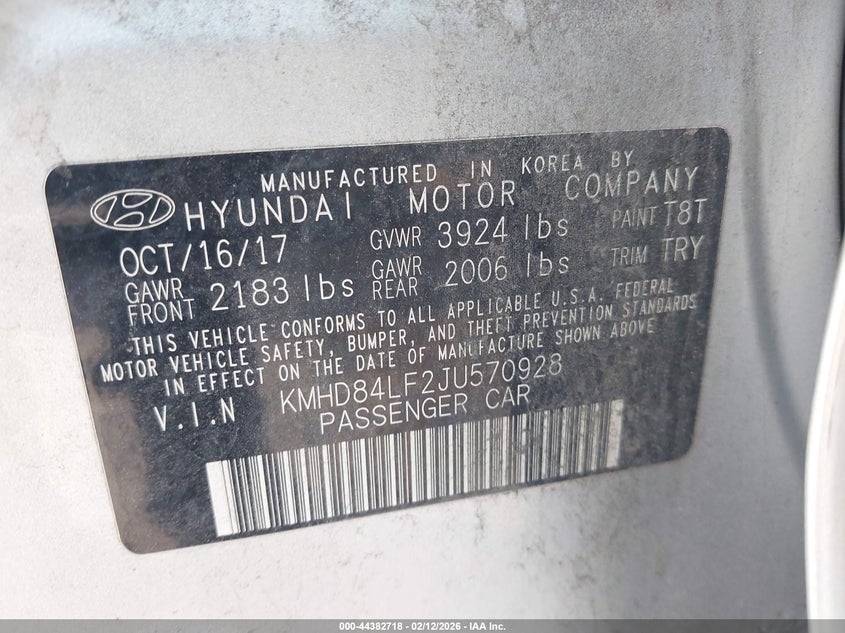 MANUFACTURED IN KOREA BY
HYUNDAI MOTOR COMPANY
OCT/16/17 GVWR 3924 lbs PAINT T8T
GAWR FRONT 2183 lbs GAWR REAR 2006 lbs TRIM TRY
THIS VEHICLE CONFORMS TO ALL APPLICABLE U.S.A. FEDERAL
MOTOR VEHICLE SAFETY, BUMPER, AND THEFT PREVENTION STANDARDS
IN EFFECT ON THE DATE OF MANUFACTURE SHOWN ABOVE
V.I.N KMHD84LF2JU570928
PASSENGER CAR
000-44382718 - 02/12/2026 - IAA Inc.